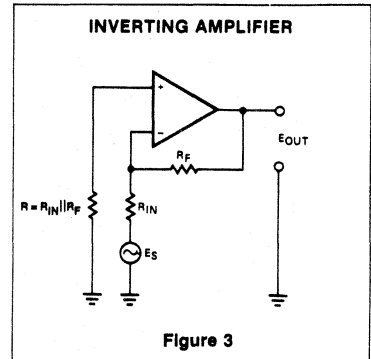 INVERTING AMPLIFIER
+
−
EOUT
RF
R = RIN||RF
RIN
ES
Figure 3